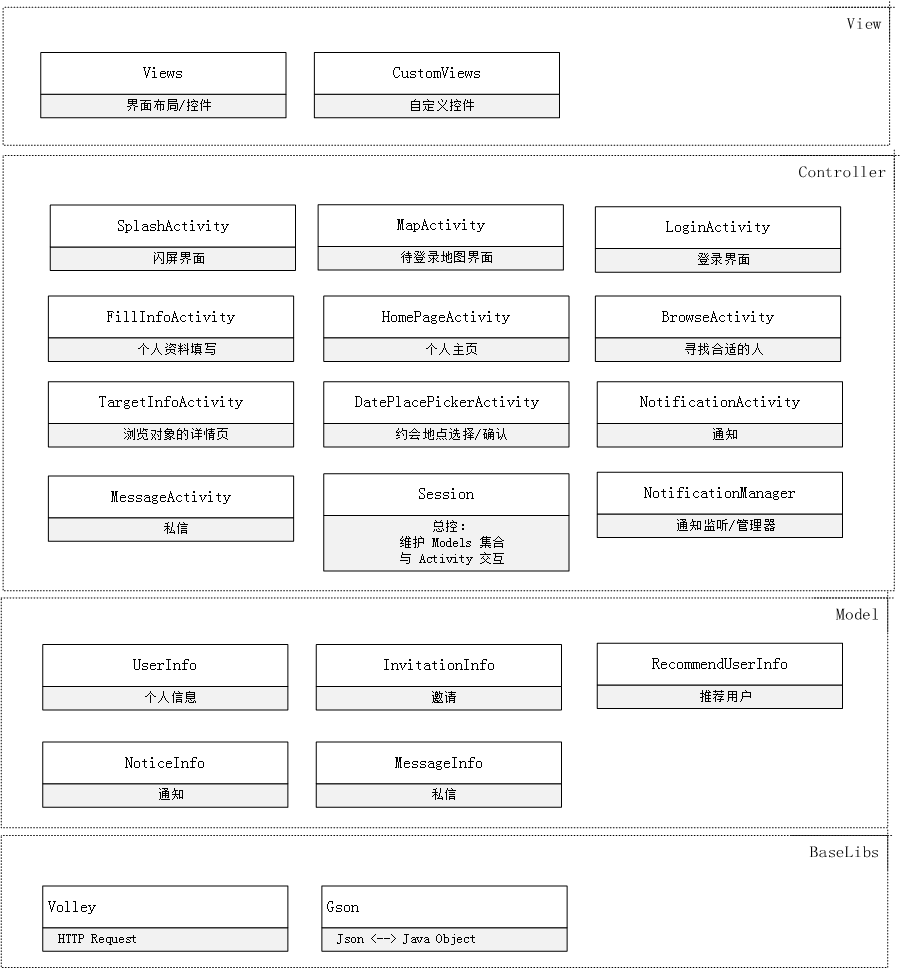 View
Views
界面布局/控件
CustomViews
自定义控件
Controller
SplashActivity
闪屏界面
MapActivity
待登录地图界面
LoginActivity
登录界面
FillInfoActivity
个人资料填写
HomePageActivity
个人主页
BrowseActivity
寻找合适的人
TargetInfoActivity
浏览对象的详情页
DatePlacePickerActivity
约会地点选择/确认
NotificationActivity
通知
MessageActivity
私信
Session
总控：
维护 Models 集合
与 Activity 交互
NotificationManager
通知监听/管理器
Model
UserInfo
个人信息
InvitationInfo
邀请
RecommendUserInfo
推荐用户
NoticeInfo
通知
MessageInfo
私信
BaseLibs
Volley
HTTP Request
Gson
Json <--> Java Object